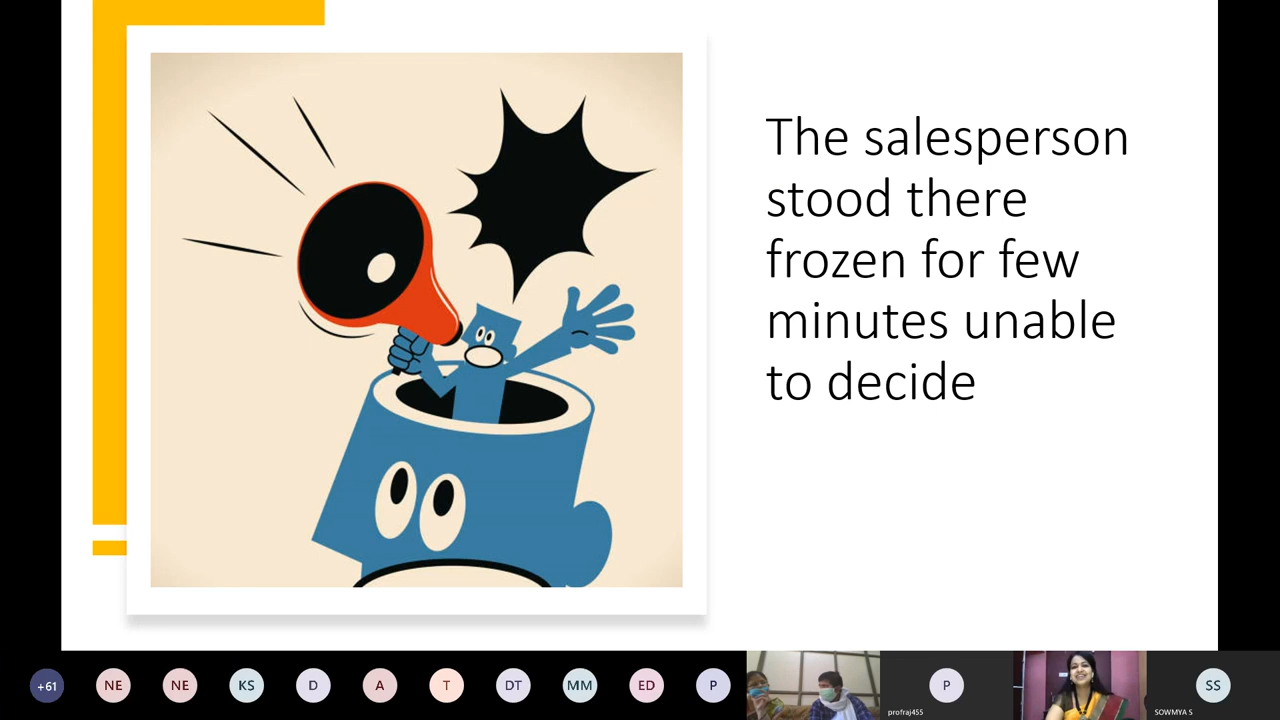 The salesperson
stood there
frozen for few
minutes unable
to decide
+61
NE
NE
KS
D
A
T
DT
MM
ED
P
P
SS
profraj455
SOWMYA S